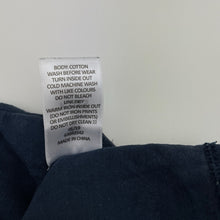 BODY: COTTON
WASH BEFORE WEAR
TURN INSIDE OUT
COLD MACHINE WASH
WITH LIKE COLOURS
DO NOT BLEACH
LINE DRY
WARM IRON INSIDE OUT
(DO NOT IRON PRINTS
OR EMBELLISHMENTS)
DO NOT DRY CLEAN
MADE IN CHINA